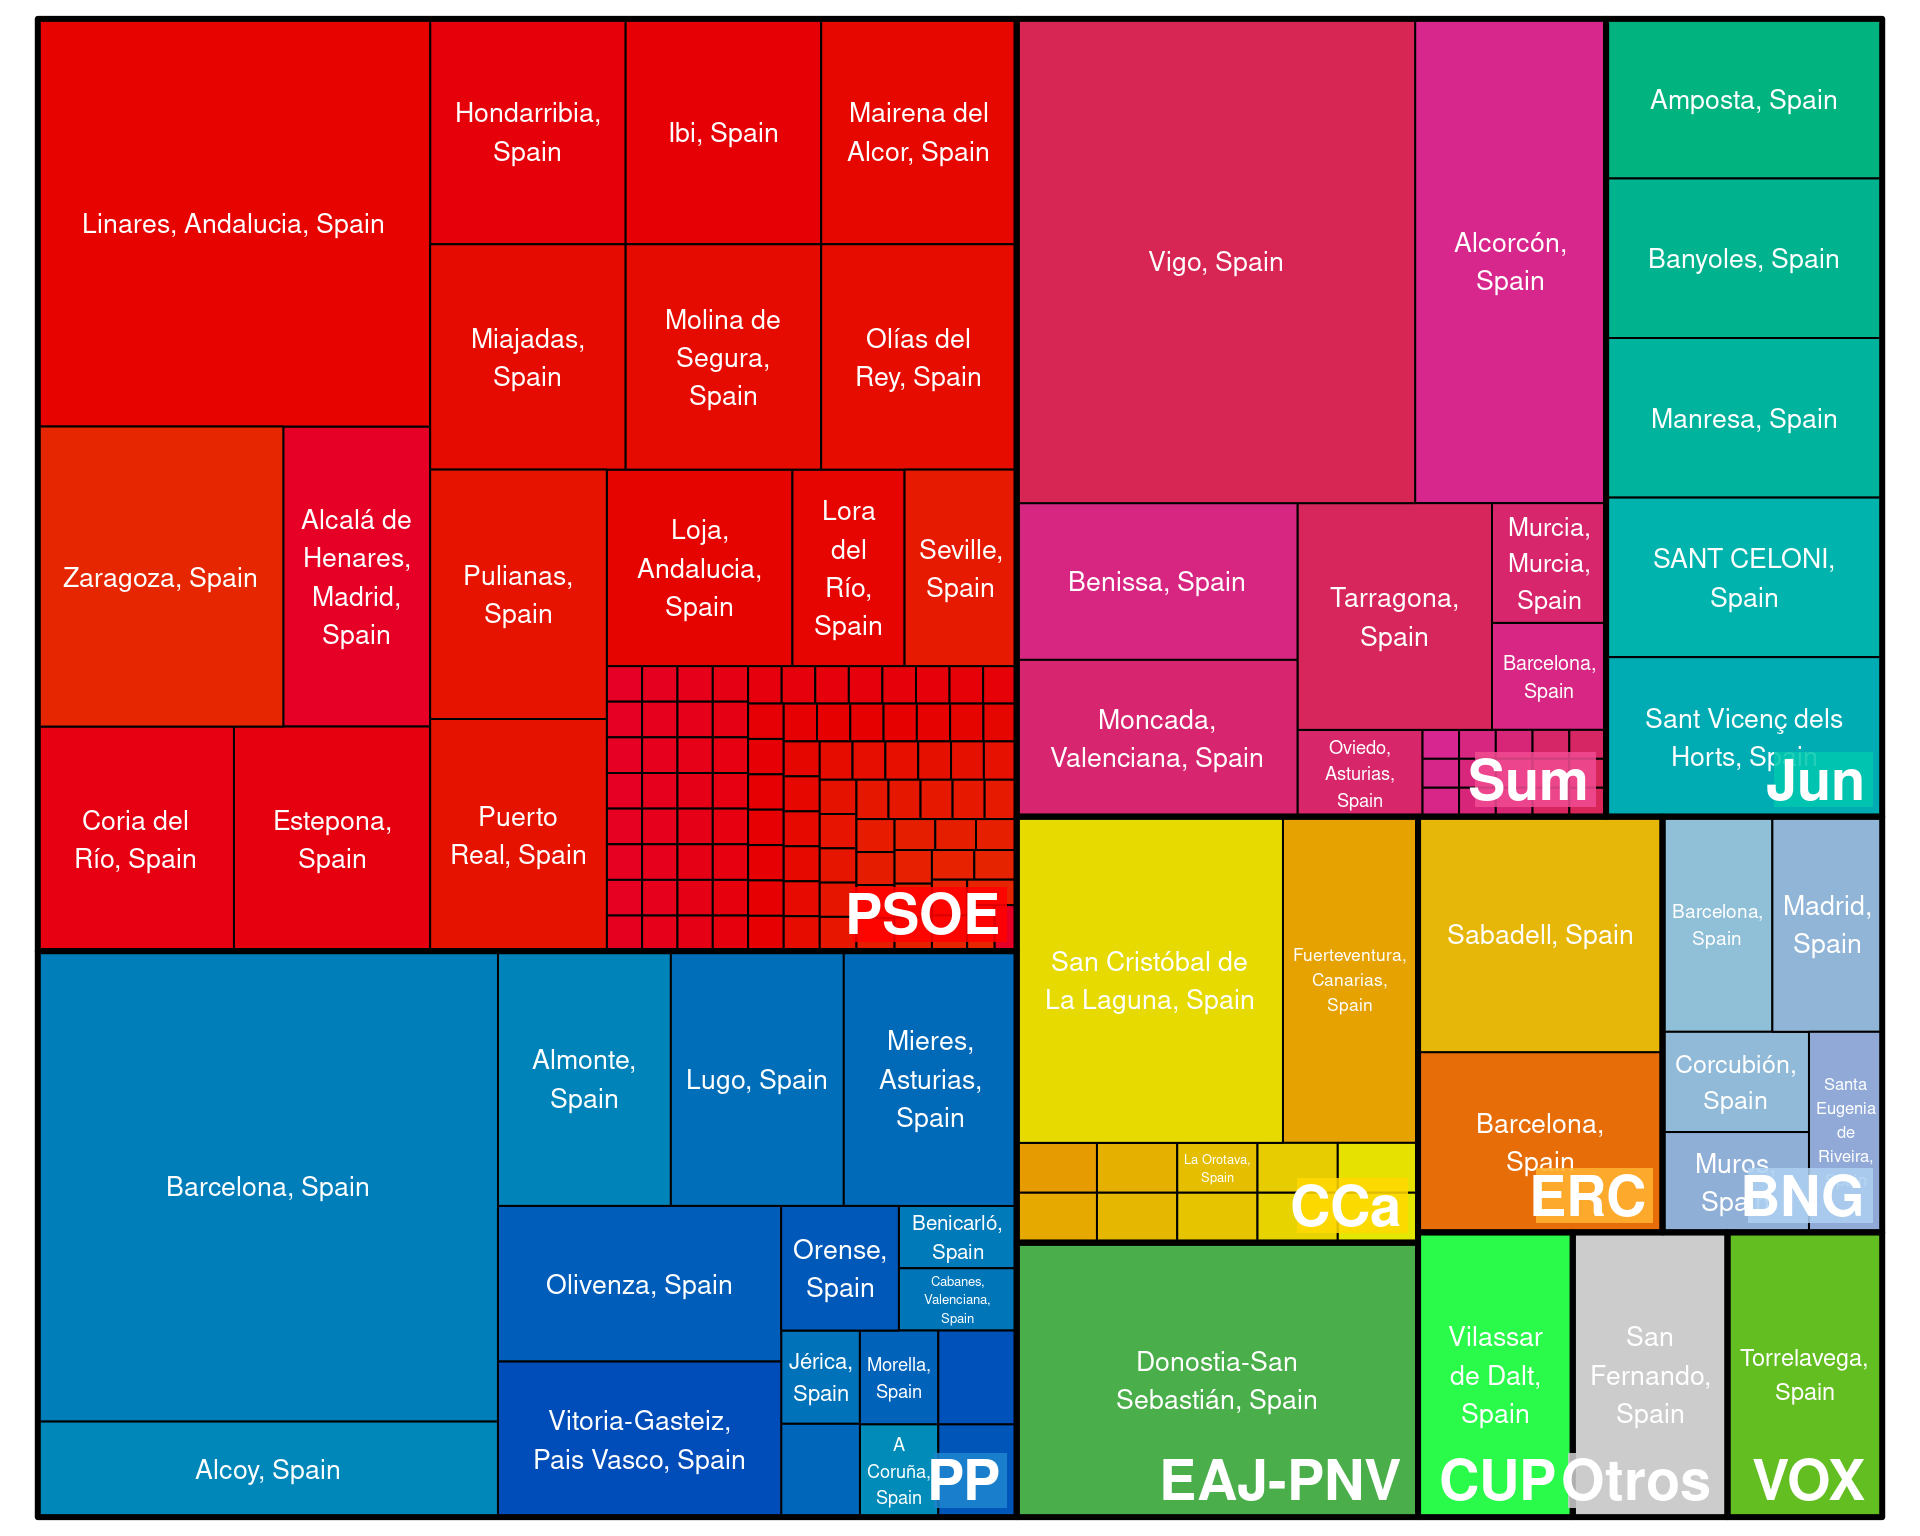 Linares, Andalucia, Spain
Hondarribia,
Spain
Ibi, Spain
Mairena del
Alcor, Spain
Miajadas,
Spain
Molina de
Segura,
Spain
Olías del
Rey, Spain
Zaragoza, Spain
Alcalá de
Henares,
Madrid,
Spain
Coria del
Río, Spain
Estepona,
Spain
Pulianas,
Spain
Puerto
Real, Spain
Loja,
Andalucia,
Spain
Lora
del
Río,
Spain
Seville,
Spain
PSOE
Vigo, Spain
Alcorcón,
Spain
Benissa, Spain
Moncada,
Valenciana, Spain
Tarragona,
Spain
Murcia,
Murcia,
Spain
Barcelona,
Spain
Oviedo,
Asturias,
Spain
Sum
Amposta, Spain
Banyoles, Spain
Manresa, Spain
SANT CELONI,
Spain
Sant Vicenç dels
Horts, Spain
Jun
Barcelona, Spain
Alcoy, Spain
Almonte,
Spain
Lugo, Spain
Mieres,
Asturias,
Spain
Olivenza, Spain
Vitoria-Gasteiz,
Pais Vasco, Spain
Orense,
Spain
Benicarló,
Spain
Cabanes,
Valenciana,
Spain
Jérica,
Spain
Morella,
Spain
A
Coruña,
Spain
PP
San Cristóbal de
La Laguna, Spain
Fuerteventura,
Canarias,
Spain
La Orotava,
Spain
CCa
Sabadell, Spain
Barcelona,
Spain
ERC
Barcelona,
Spain
Madrid,
Spain
Corcubión,
Spain
Muros,
Spain
Santa
Eugenia
de
Riveira,
BNG
Donostia-San
Sebastián, Spain
EAJ-PNV
Vilassar
de Dalt,
Spain
CUP
San
Fernando,
Spain
Otros
Torrelavega,
Spain
VOX